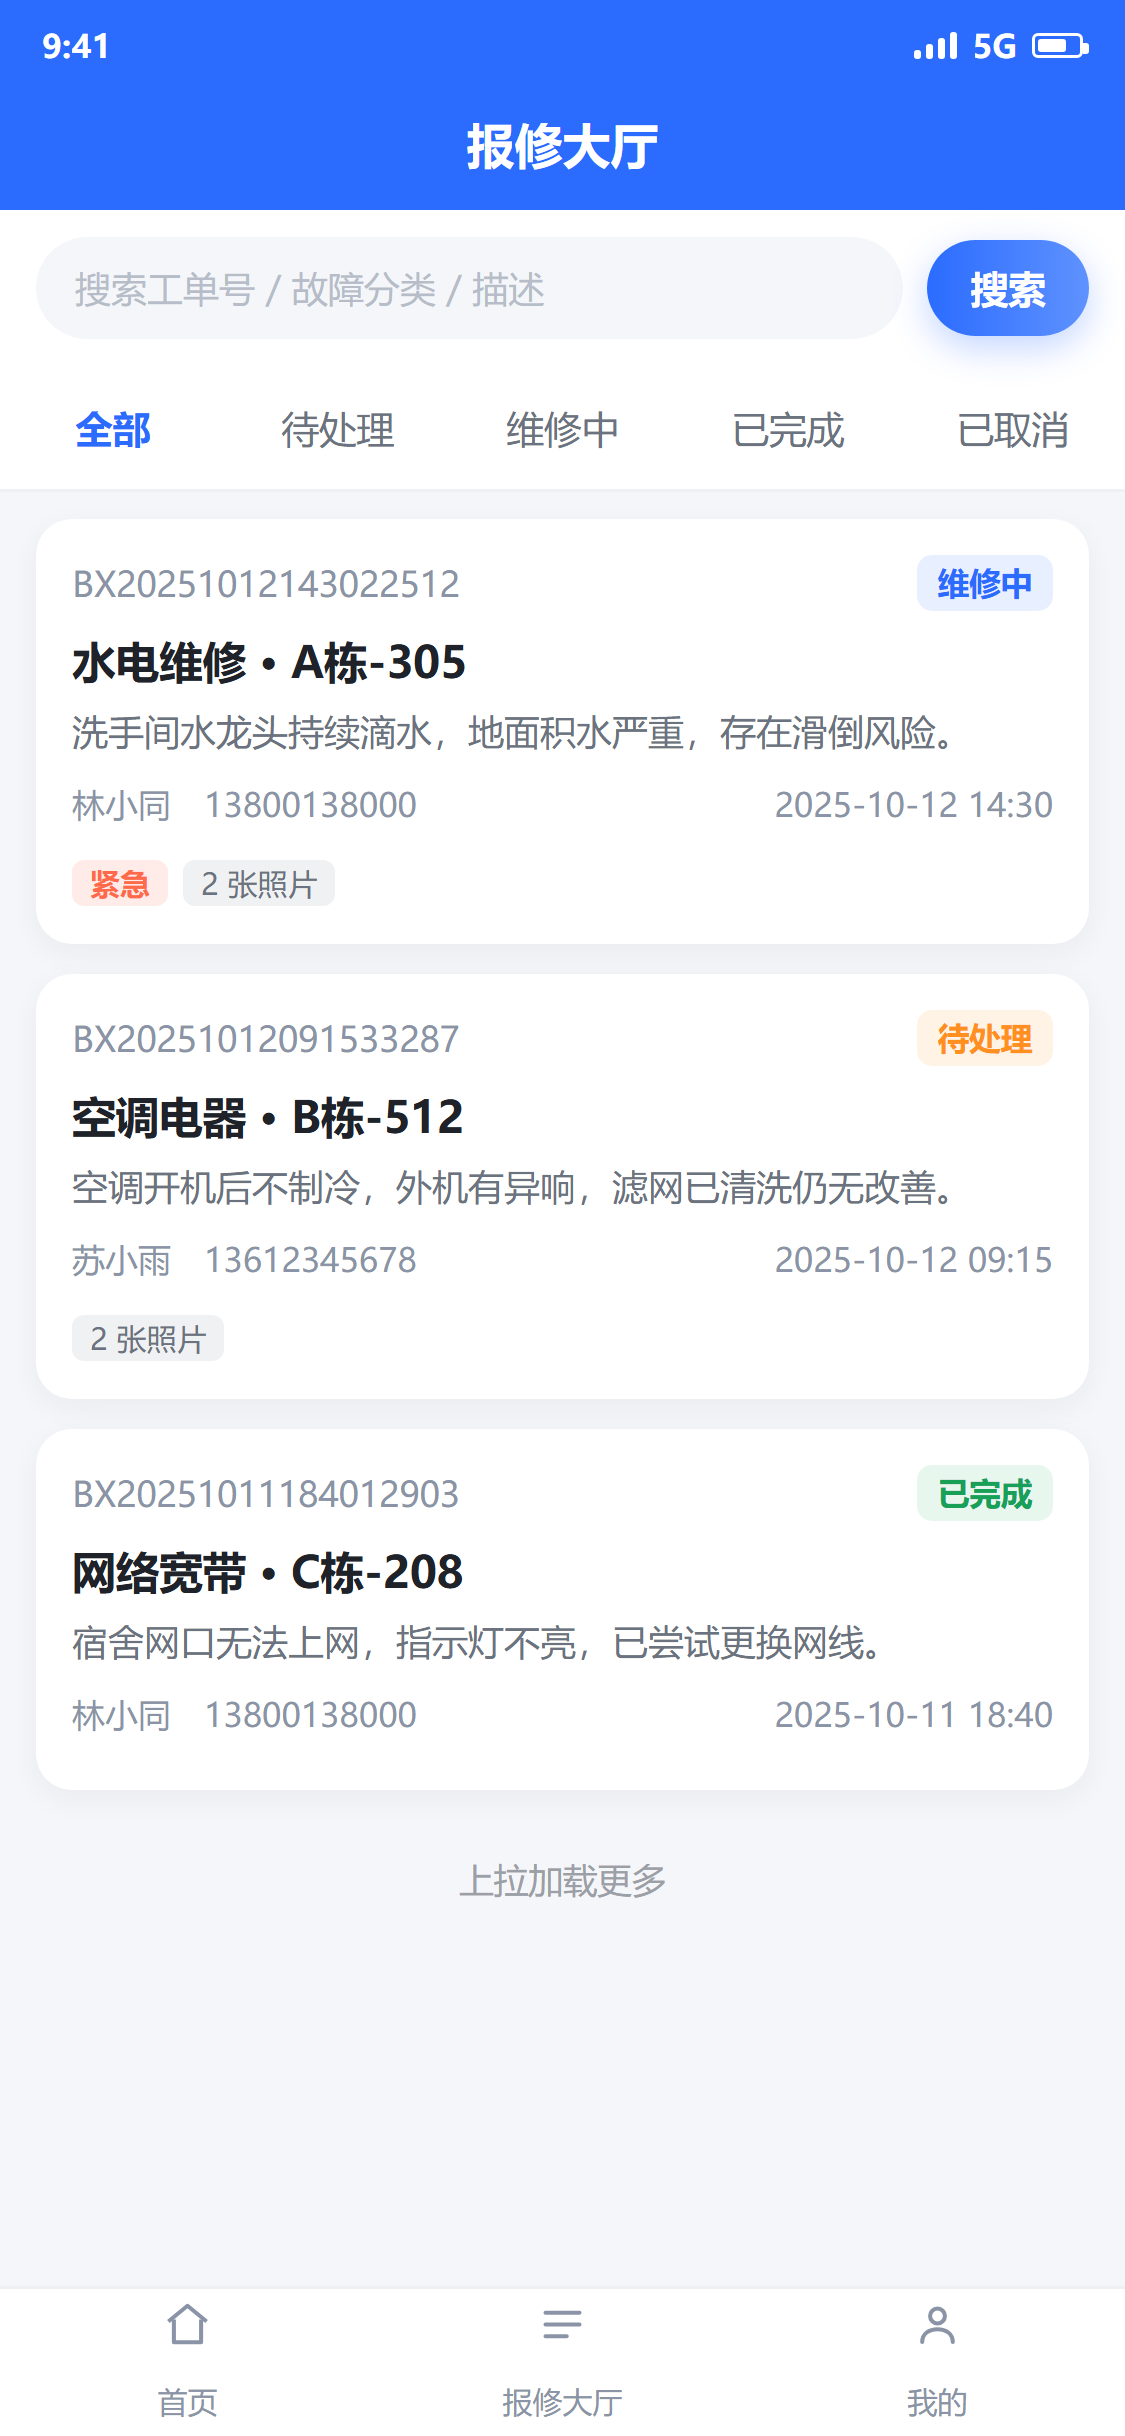 9:41 5G
报修大厅
搜索工单号 / 故障分类 / 描述 搜索
全部 待处理 维修中 已完成 已取消
BX20251012143022512 维修中
水电维修 · A栋-305
洗手间水龙头持续滴水，地面积水严重，存在滑倒风险。
林小同 13800138000 2025-10-12 14:30
紧急 2 张照片
BX20251012091533287 待处理
空调电器 · B栋-512
空调开机后不制冷，外机有异响，滤网已清洗仍无改善。
苏小雨 13612345678 2025-10-12 09:15
2 张照片
BX20251011184012903 已完成
网络宽带 · C栋-208
宿舍网口无法上网，指示灯不亮，已尝试更换网线。
林小同 13800138000 2025-10-11 18:40
上拉加载更多
首页 报修大厅 我的